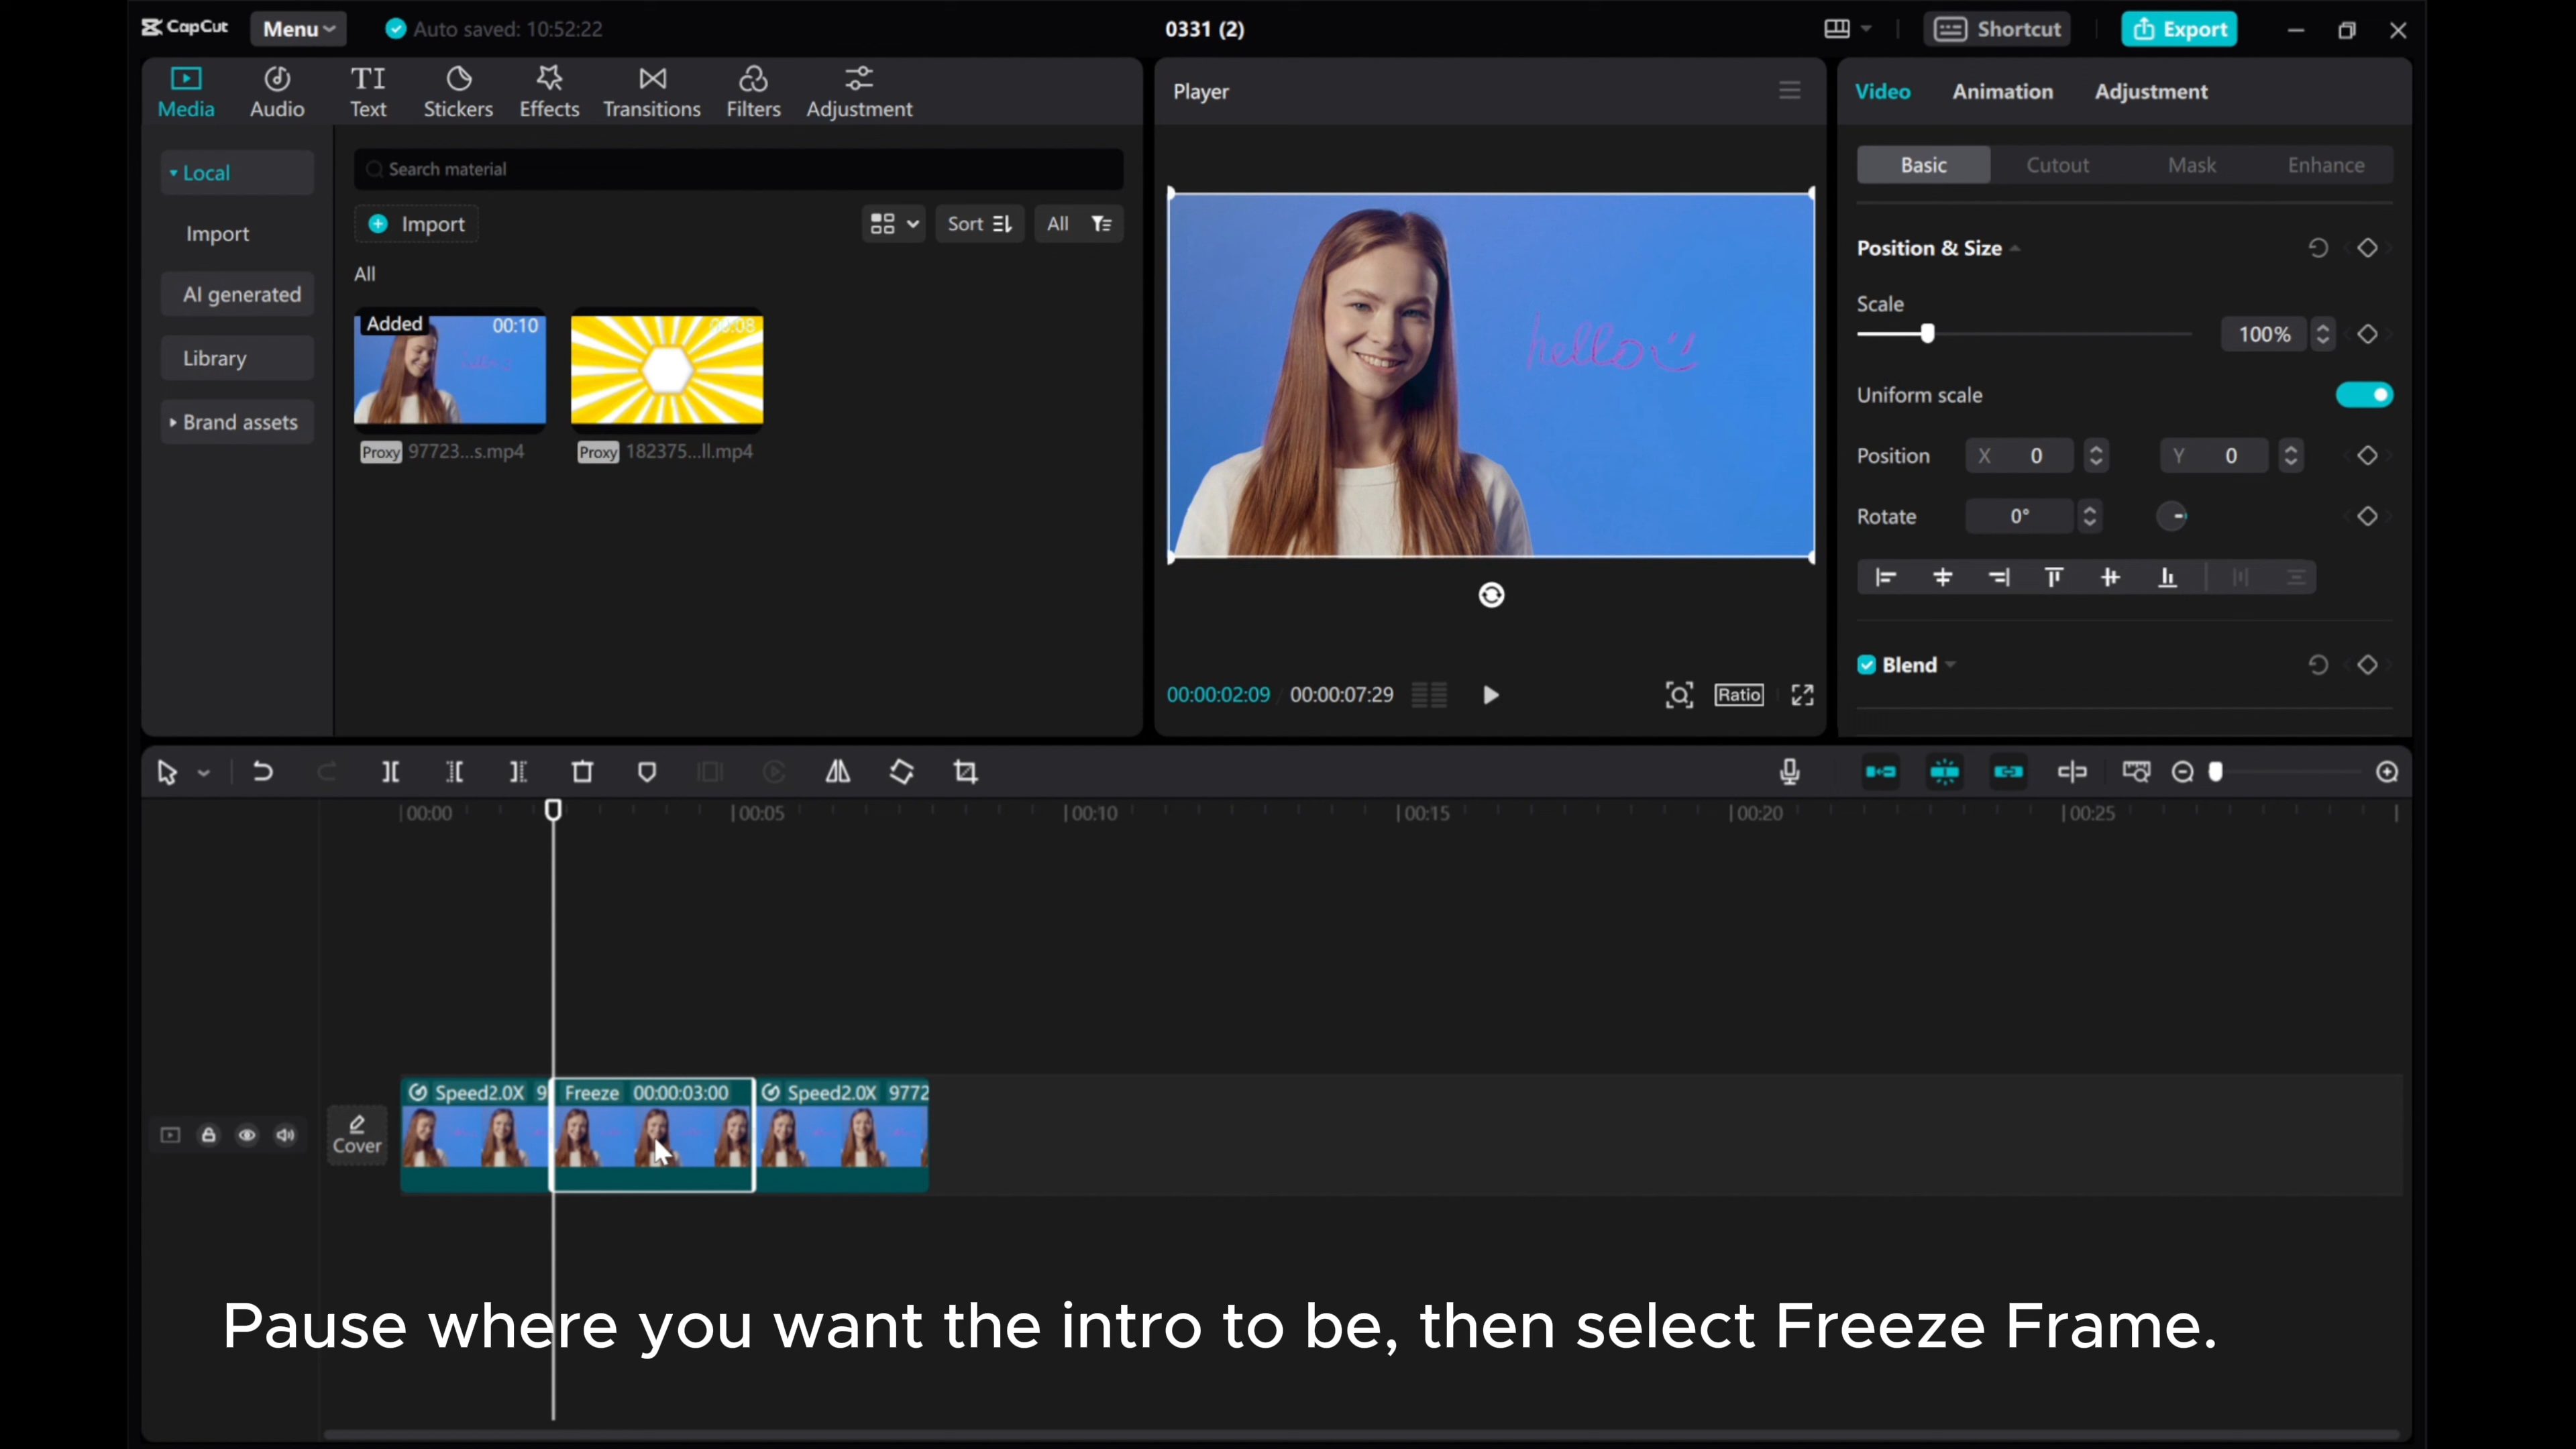 CapCut Menu Auto saved: 10:52:22 0331 (2) Shortcut Export
Media Audio Text Stickers Effects Transitions Filters Adjustment
Local
Import
AI generated
Library
Brand assets
Search material
Import Sort All
All
Added 00:10
00:08
Proxy 97723...s.mp4
Proxy 182375...ll.mp4
Player
hello
00:00:02:09 00:00:07:29 Ratio
Video Animation Adjustment
Basic Cutout Mask Enhance
Position & Size
Scale
100%
Uniform scale
Position X 0 Y 0
Rotate 0°
Blend
00:00 00:05 00:10 00:15 00:20 00:25
Cover
Speed2.0X 9
Freeze 00:00:03:00
Speed2.0X 9772
Pause where you want the intro to be, then select Freeze Frame.